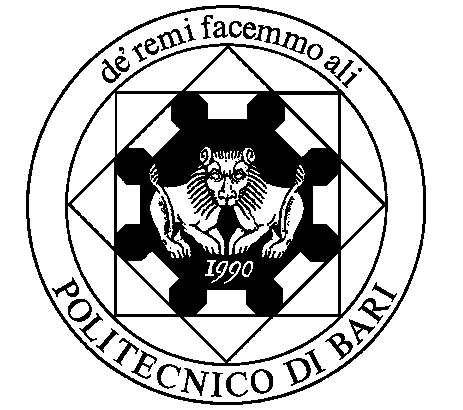 de' remi facemmo ali
1990
POLITECNICO DI BARI